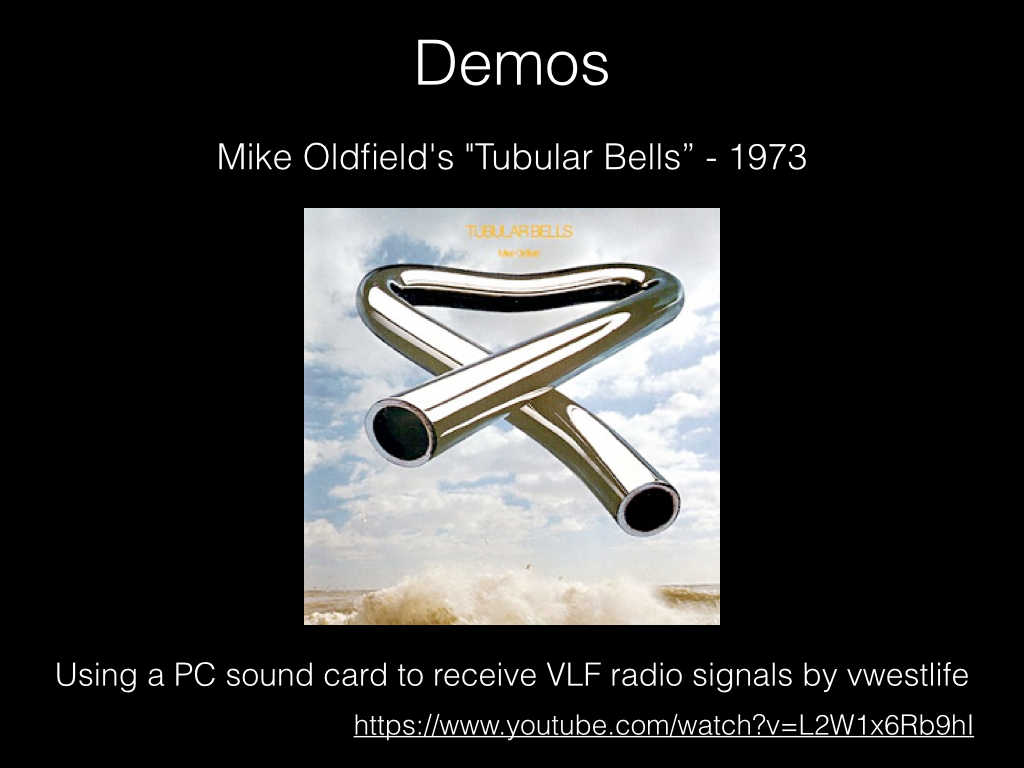 Demos
Mike Oldfield's "Tubular Bells” - 1973
TUBULAR BELLS
Mike Oldfield
Using a PC sound card to receive VLF radio signals by vwestlife
https://www.youtube.com/watch?v=L2W1x6Rb9hI